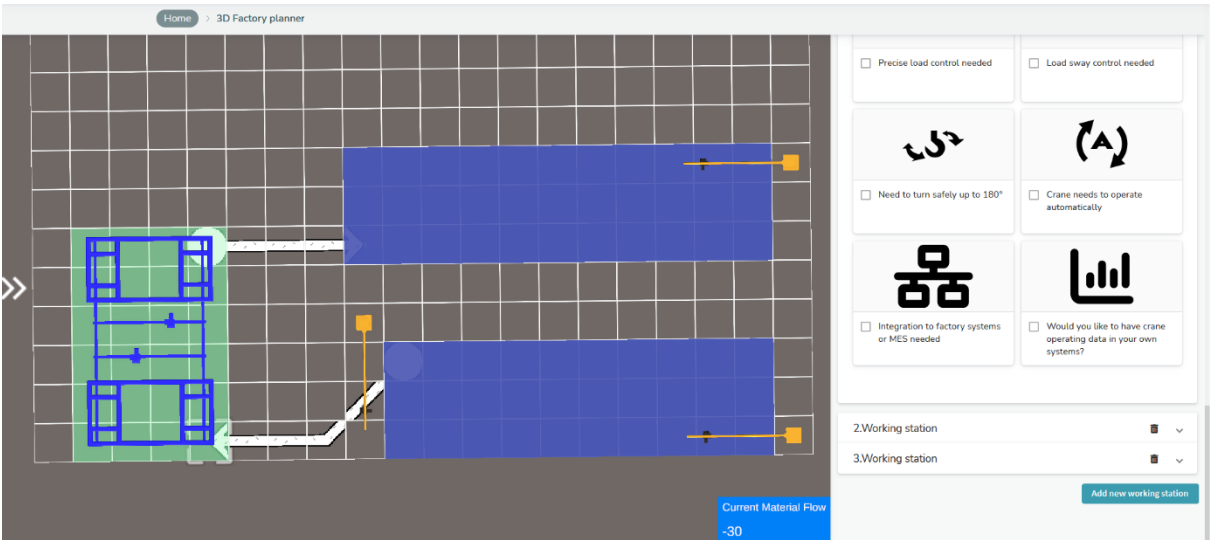 Home > 3D Factory planner
Precise load control needed
Load sway control needed
Need to turn safely up to 180°
Crane needs to operate
automatically
Integration to factory systems
or MES needed
Would you like to have crane
operating data in your own
systems?
2.Working station
3.Working station
Add new working station
Current Material Flow
-30